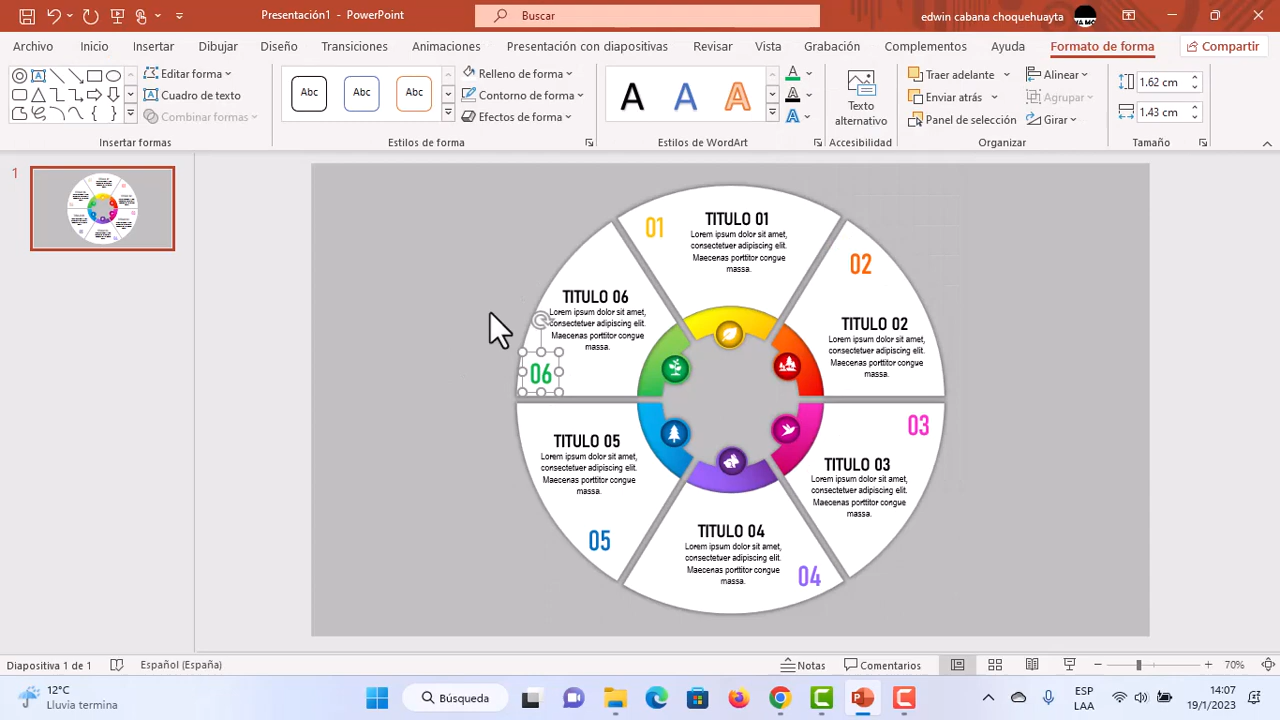 Presentación1 - PowerPoint
Buscar
edwin cabana choquehuayta
Archivo
Inicio
Insertar
Dibujar
Diseño
Transiciones
Animaciones
Presentación con diapositivas
Revisar
Vista
Grabación
Complementos
Ayuda
Formato de forma
Compartir
Editar forma
Cuadro de texto
Combinar formas
Insertar formas
Abc
Abc
Abc
Relleno de forma
Contorno de forma
Efectos de forma
Estilos de forma
A
A
A
Estilos de WordArt
Texto
alternativo
Accesibilidad
Traer adelante
Enviar atrás
Panel de selección
Alinear
Agrupar
Girar
Organizar
1.62 cm
1.43 cm
Tamaño
1
01
TITULO 01
Lorem ipsum dolor sit amet,
consectetuer adipiscing elit.
Maecenas porttitor congue
massa.
02
TITULO 02
Lorem ipsum dolor sit amet,
consectetuer adipiscing elit.
Maecenas porttitor congue
massa.
03
TITULO 03
Lorem ipsum dolor sit amet,
consectetuer adipiscing elit.
Maecenas porttitor congue
massa.
TITULO 04
Lorem ipsum dolor sit amet,
consectetuer adipiscing elit.
Maecenas porttitor congue
massa.
04
TITULO 05
Lorem ipsum dolor sit amet,
consectetuer adipiscing elit.
Maecenas porttitor congue
massa.
05
TITULO 06
Lorem ipsum dolor sit amet,
consectetuer adipiscing elit.
Maecenas porttitor congue
massa.
06
Diapositiva 1 de 1
Español (España)
Notas
Comentarios
70%
12°C
Lluvia termina
Búsqueda
ESP
LAA
14:07
19/1/2023